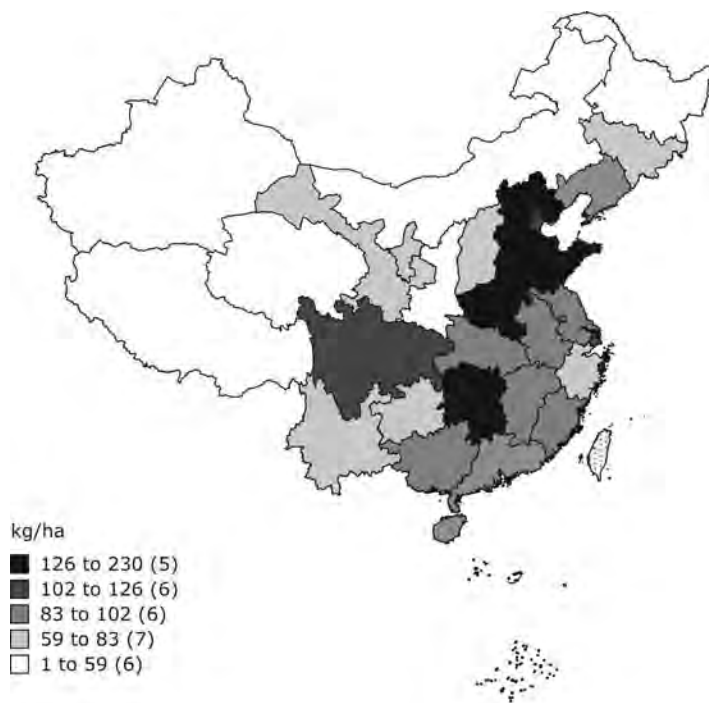 kg/ha
126 to 230 (5)
102 to 126 (6)
83 to 102 (6)
59 to 83 (7)
1 to 59 (6)